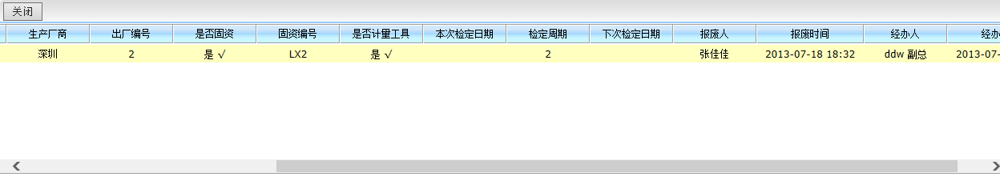 关闭
生产厂商 出厂编号 是否固资 固资编号 是否计量工具 本次检定日期 检定周期 下次检定日期 报废人 报废时间 经办人 经办
深圳 2 是 √ LX2 是 √ 2 张佳佳 2013-07-18 18:32 ddw 副总 2013-07-